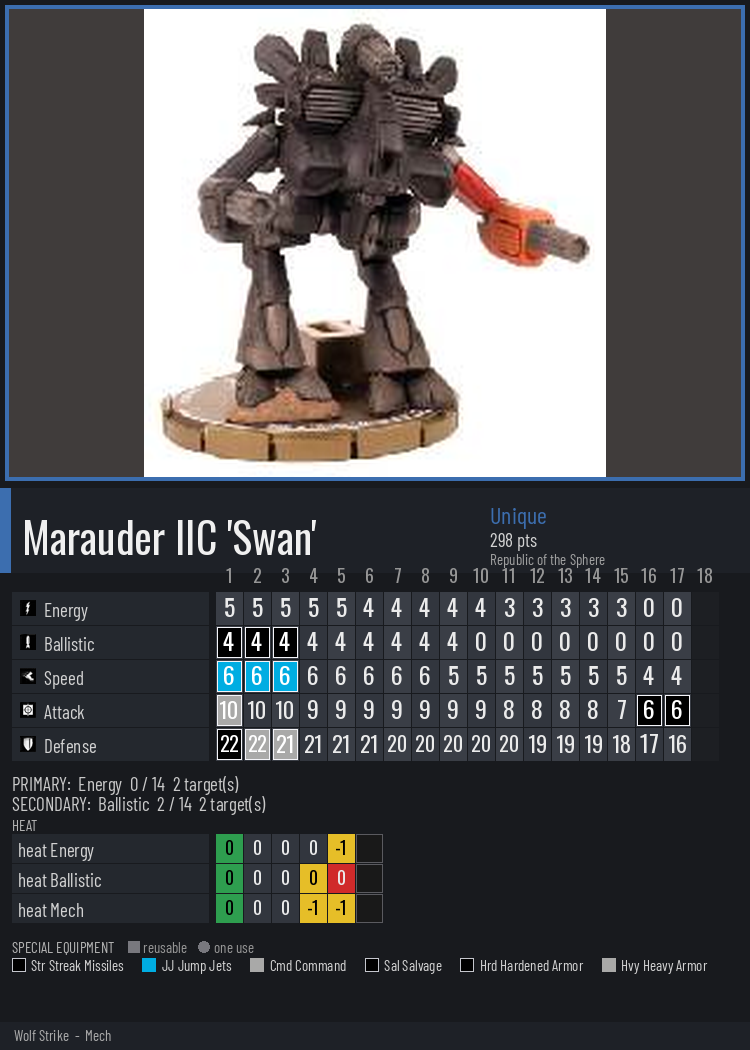 Marauder IIC 'Swan'
Unique
298 pts
Republic of the Sphere
1 2 3 4 5 6 7 8 9 10 11 12 13 14 15 16 17 18
Energy 5 5 5 5 5 4 4 4 4 4 3 3 3 3 3 0 0
Ballistic 4 4 4 4 4 4 4 4 4 0 0 0 0 0 0 0 0
Speed 6 6 6 6 6 6 6 6 5 5 5 5 5 5 5 4 4
Attack 10 10 10 9 9 9 9 9 9 9 8 8 8 8 7 6 6
Defense 22 22 21 21 21 21 20 20 20 20 20 19 19 19 18 17 16
PRIMARY: Energy 0 / 14 2 target(s)
SECONDARY: Ballistic 2 / 14 2 target(s)
HEAT
heat Energy 0 0 0 0 -1
heat Ballistic 0 0 0 0 0
heat Mech 0 0 0 -1 -1
SPECIAL EQUIPMENT reusable one use
Str Streak Missiles JJ Jump Jets Cmd Command Sal Salvage Hrd Hardened Armor Hvy Heavy Armor
Wolf Strike - Mech